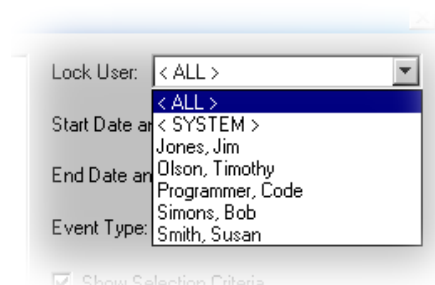 Lock User: < ALL >
< ALL >
Start Date a
< SYSTEM >
Jones, Jim
End Date an
Olson, Timothy
Programmer, Code
Event Type:
Simons, Bob
Smith, Susan
Show Selection Criteria